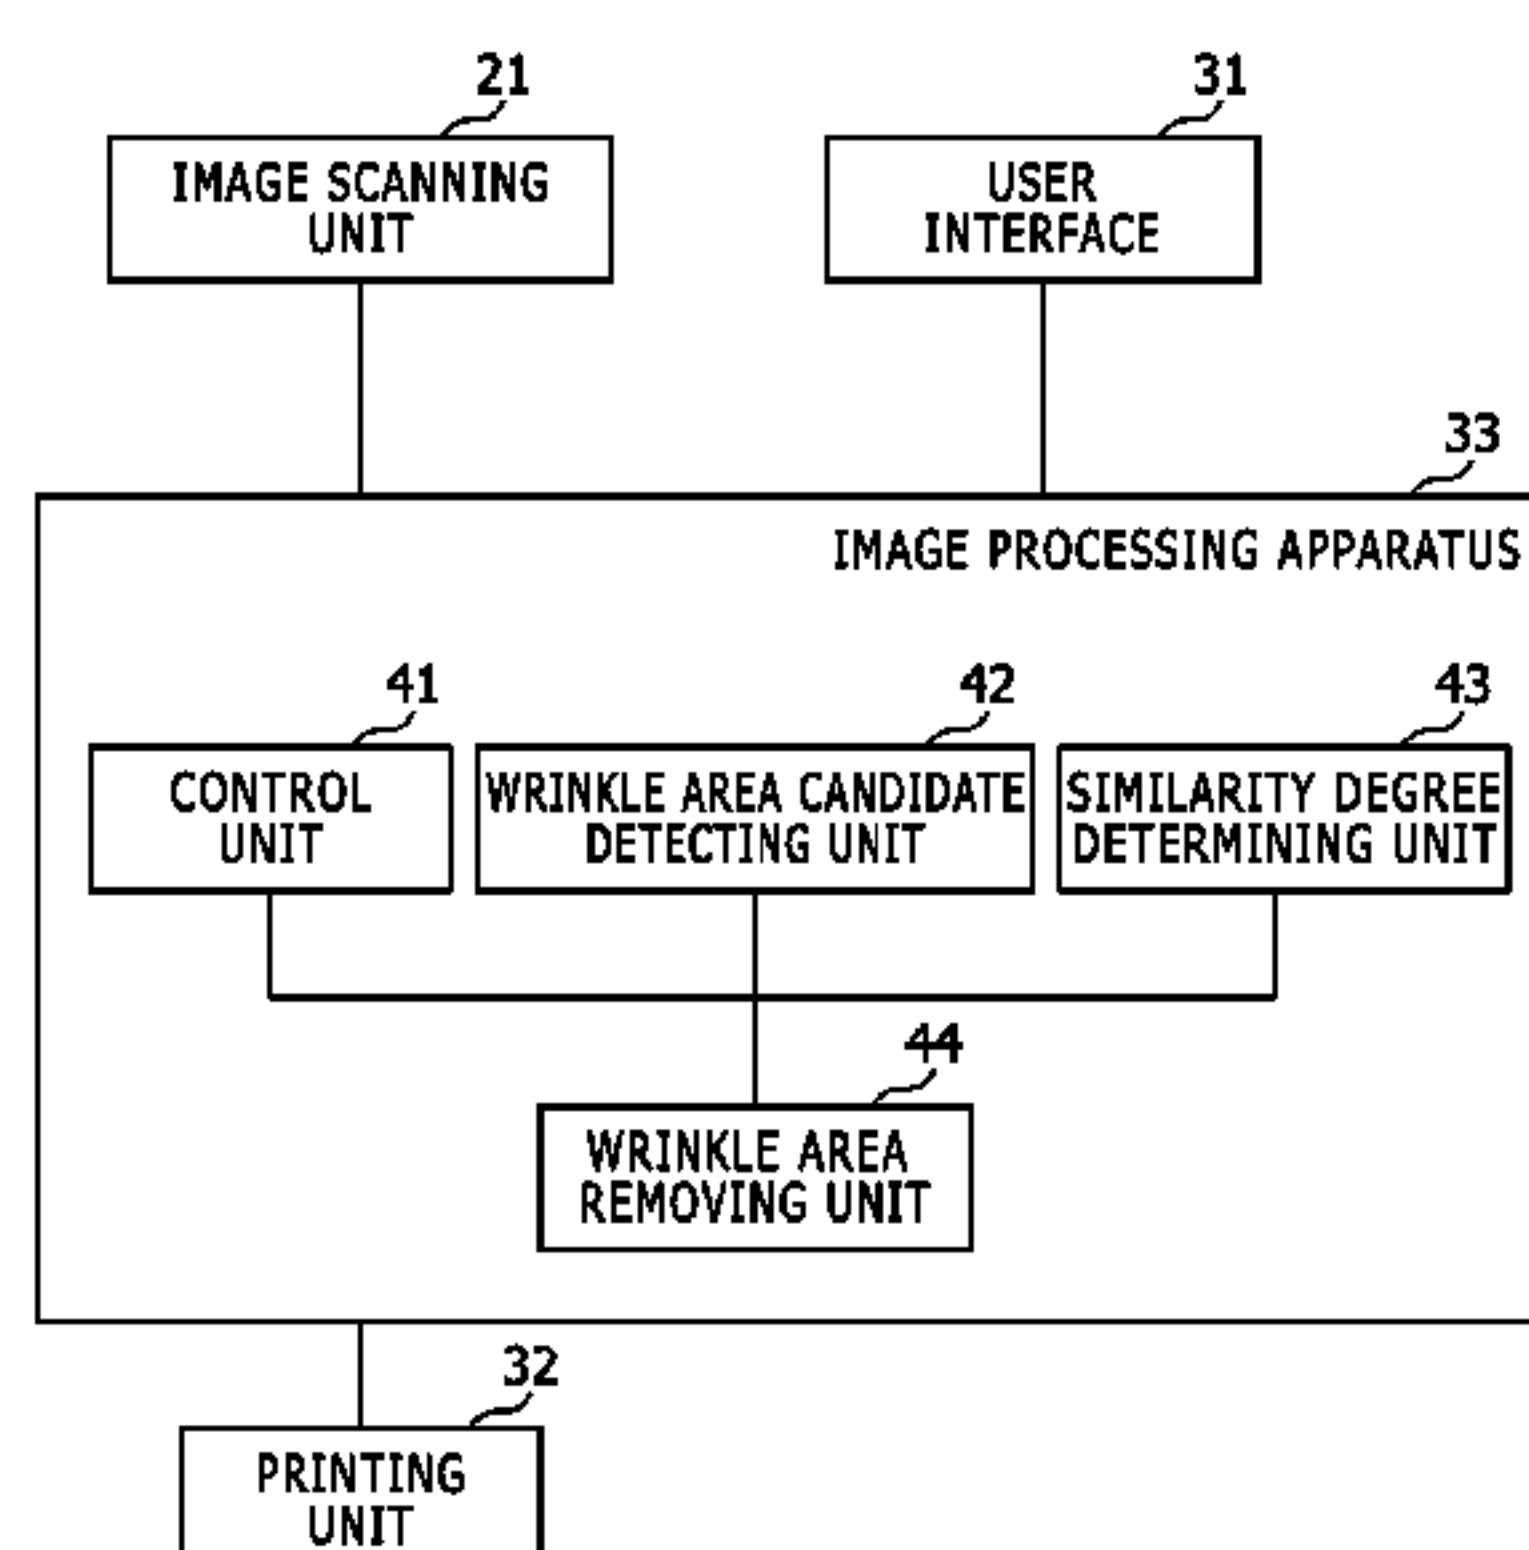 21
IMAGE SCANNING
UNIT
31
USER
INTERFACE
33
IMAGE PROCESSING APPARATUS
41
CONTROL
UNIT
42
WRINKLE AREA CANDIDATE
DETECTING UNIT
43
SIMILARITY DEGREE
DETERMINING UNIT
44
WRINKLE AREA
REMOVING UNIT
32
PRINTING
UNIT